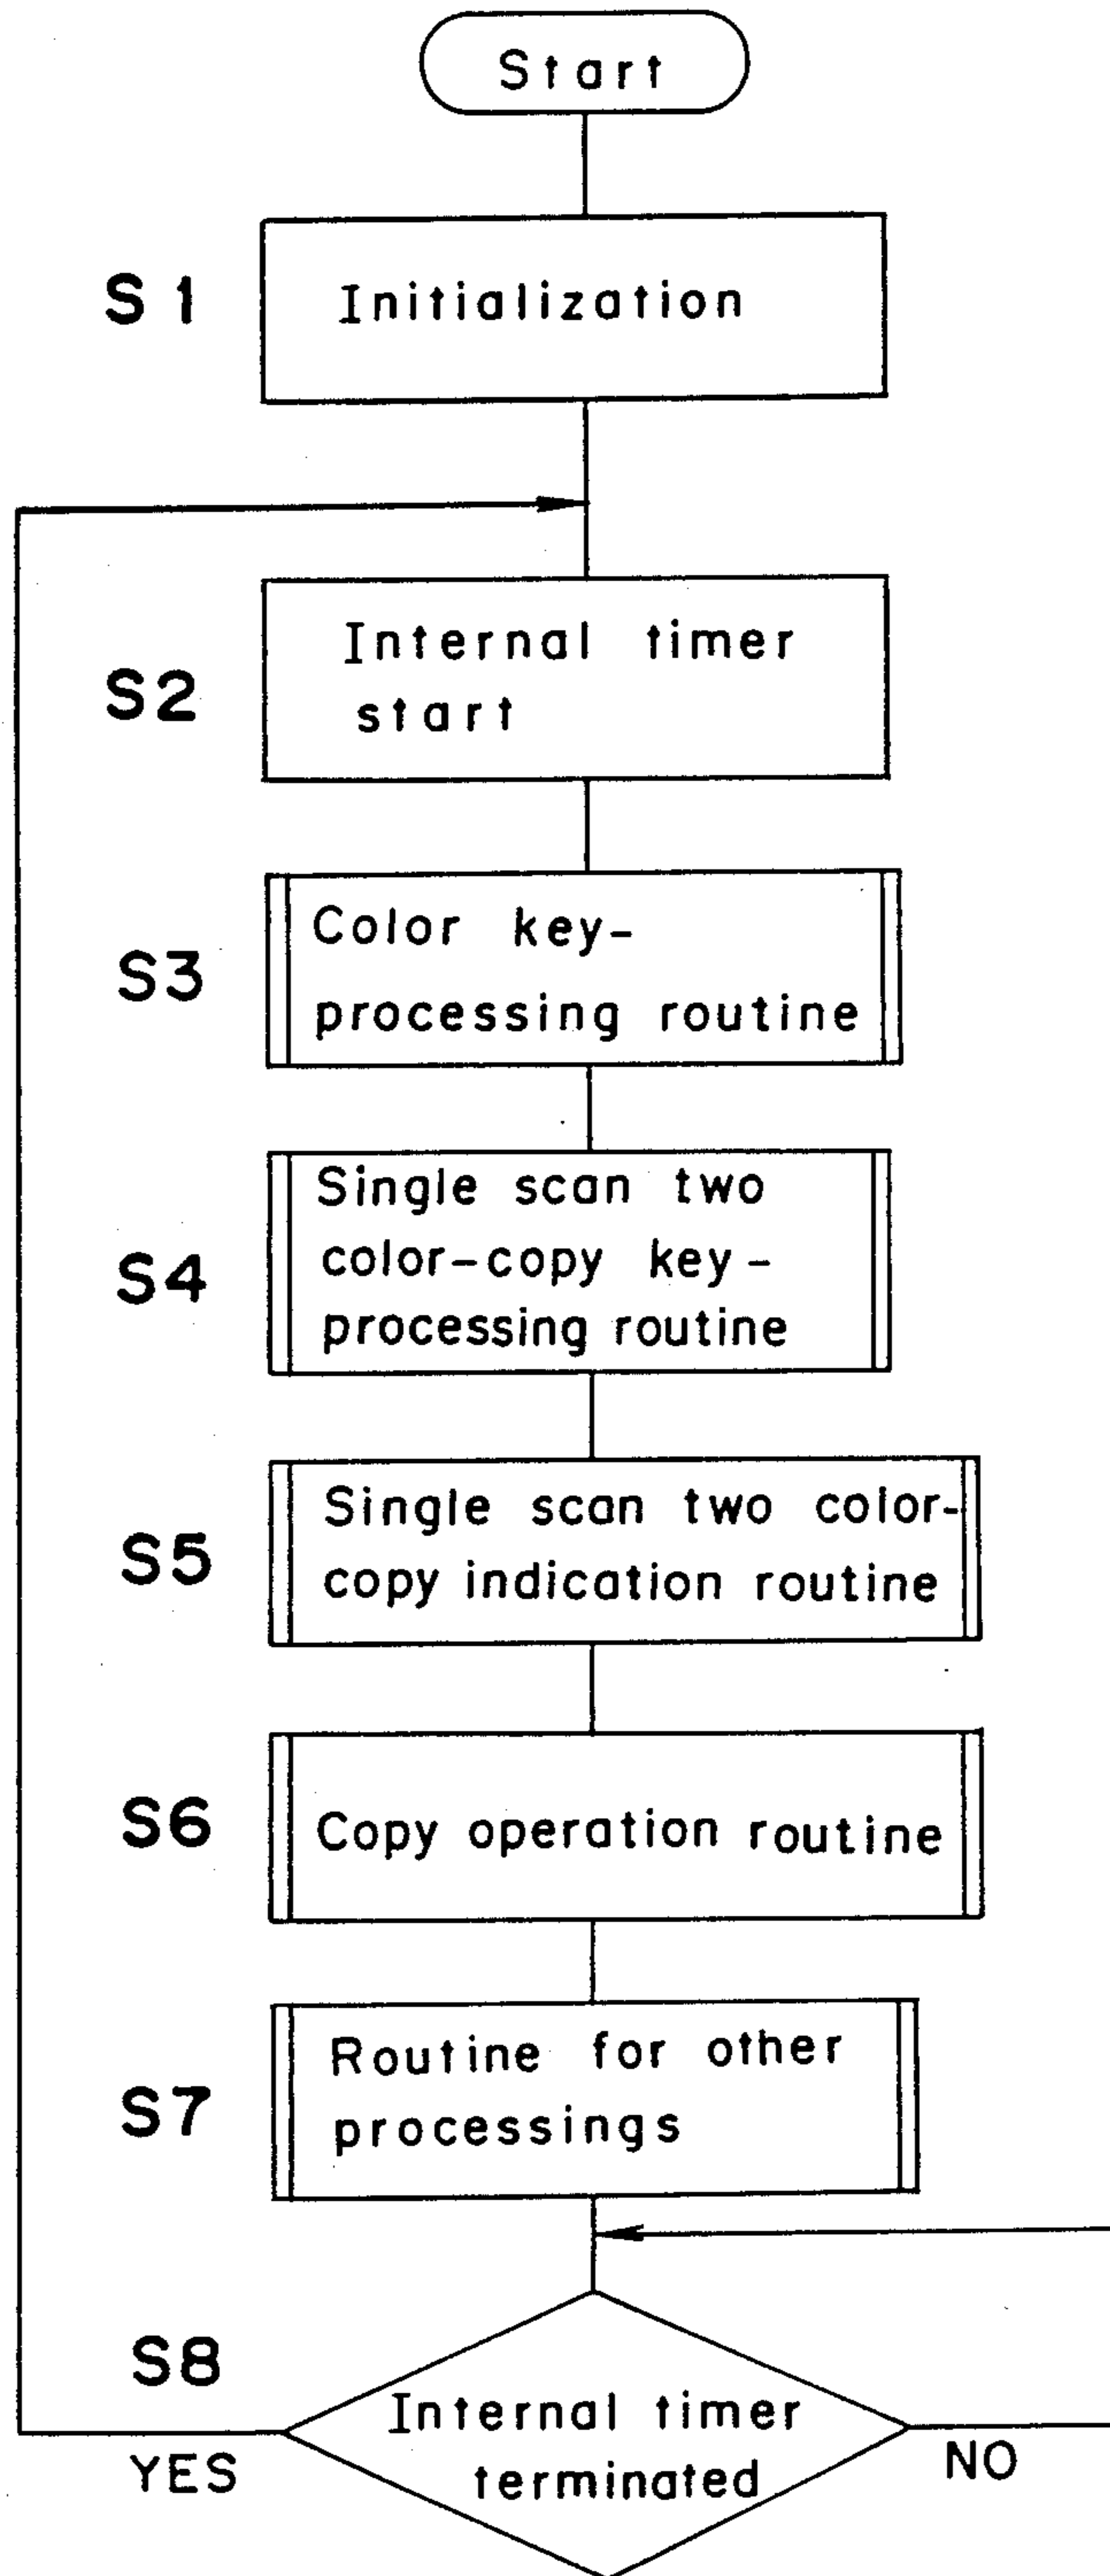 Start
S1
Initialization
S2
Internal timer
start
S3
Color key-
processing routine
S4
Single scan two
color-copy key-
processing routine
S5
Single scan two color-
copy indication routine
S6
Copy operation routine
S7
Routine for other
processings
S8
Internal timer
terminated
YES
NO